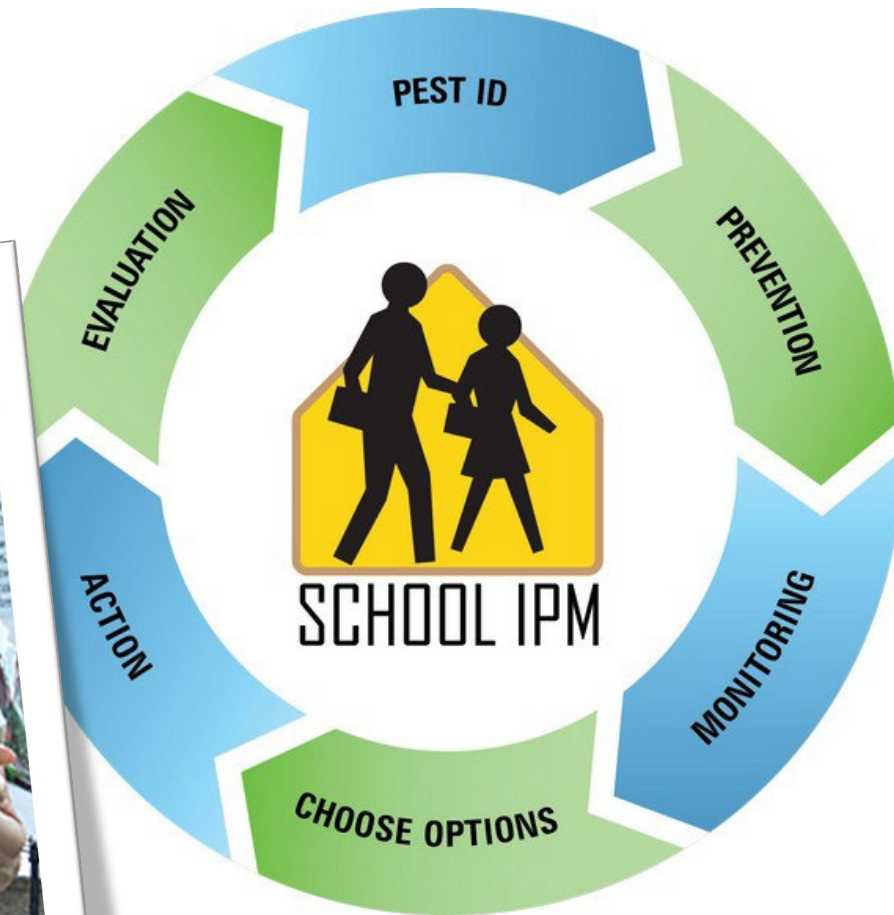 PEST ID
PREVENTION
MONITORING
CHOOSE OPTIONS
ACTION
EVALUATION
SCHOOL IPM